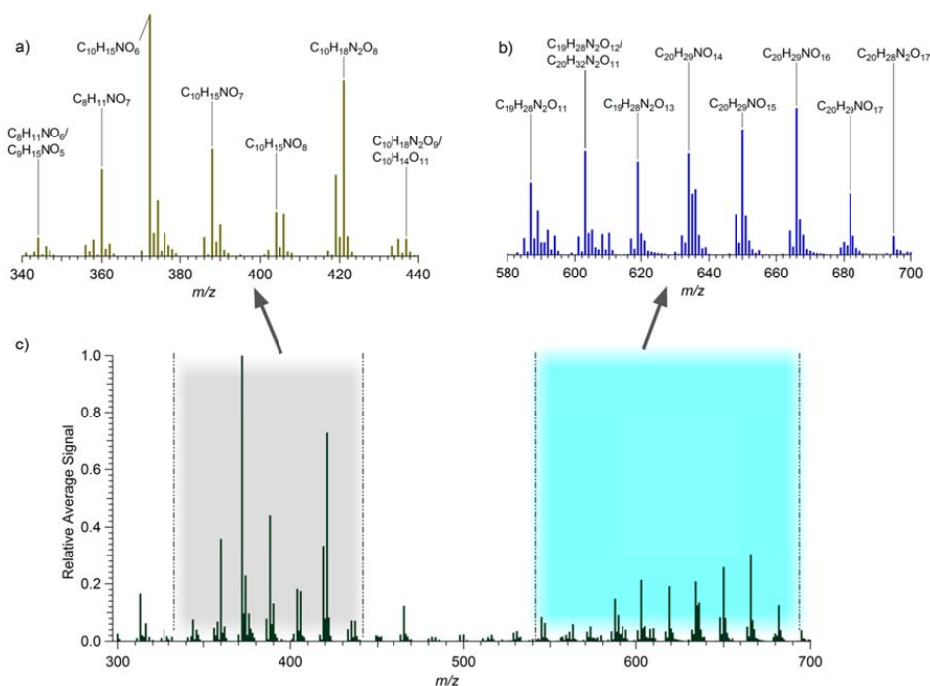 a)
C₁₀H₁₅NO₆
C₁₀H₁₈N₂O₈
C₈H₁₁NO₇
C₁₀H₁₅NO₇
C₈H₁₁NO₆/
C₉H₁₅NO₅
C₁₀H₁₅NO₈
C₁₀H₁₈N₂O₉/
C₁₀H₁₄O₁₁
340 360 380 400 420 440
m/z
b)
C₁₉H₂₈N₂O₁₂/
C₂₀H₃₂N₂O₁₁
C₂₀H₂₉NO₁₄
C₂₀H₂₉NO₁₆
C₂₀H₂₈N₂O₁₇
C₁₉H₂₈N₂O₁₁
C₁₉H₂₈N₂O₁₃
C₂₀H₂₉NO₁₅
C₂₀H₂₉NO₁₇
580 600 620 640 660 680 700
m/z
c)
Relative Average Signal
1.0
0.8
0.6
0.4
0.2
0.0
300 400 500 600 700
m/z